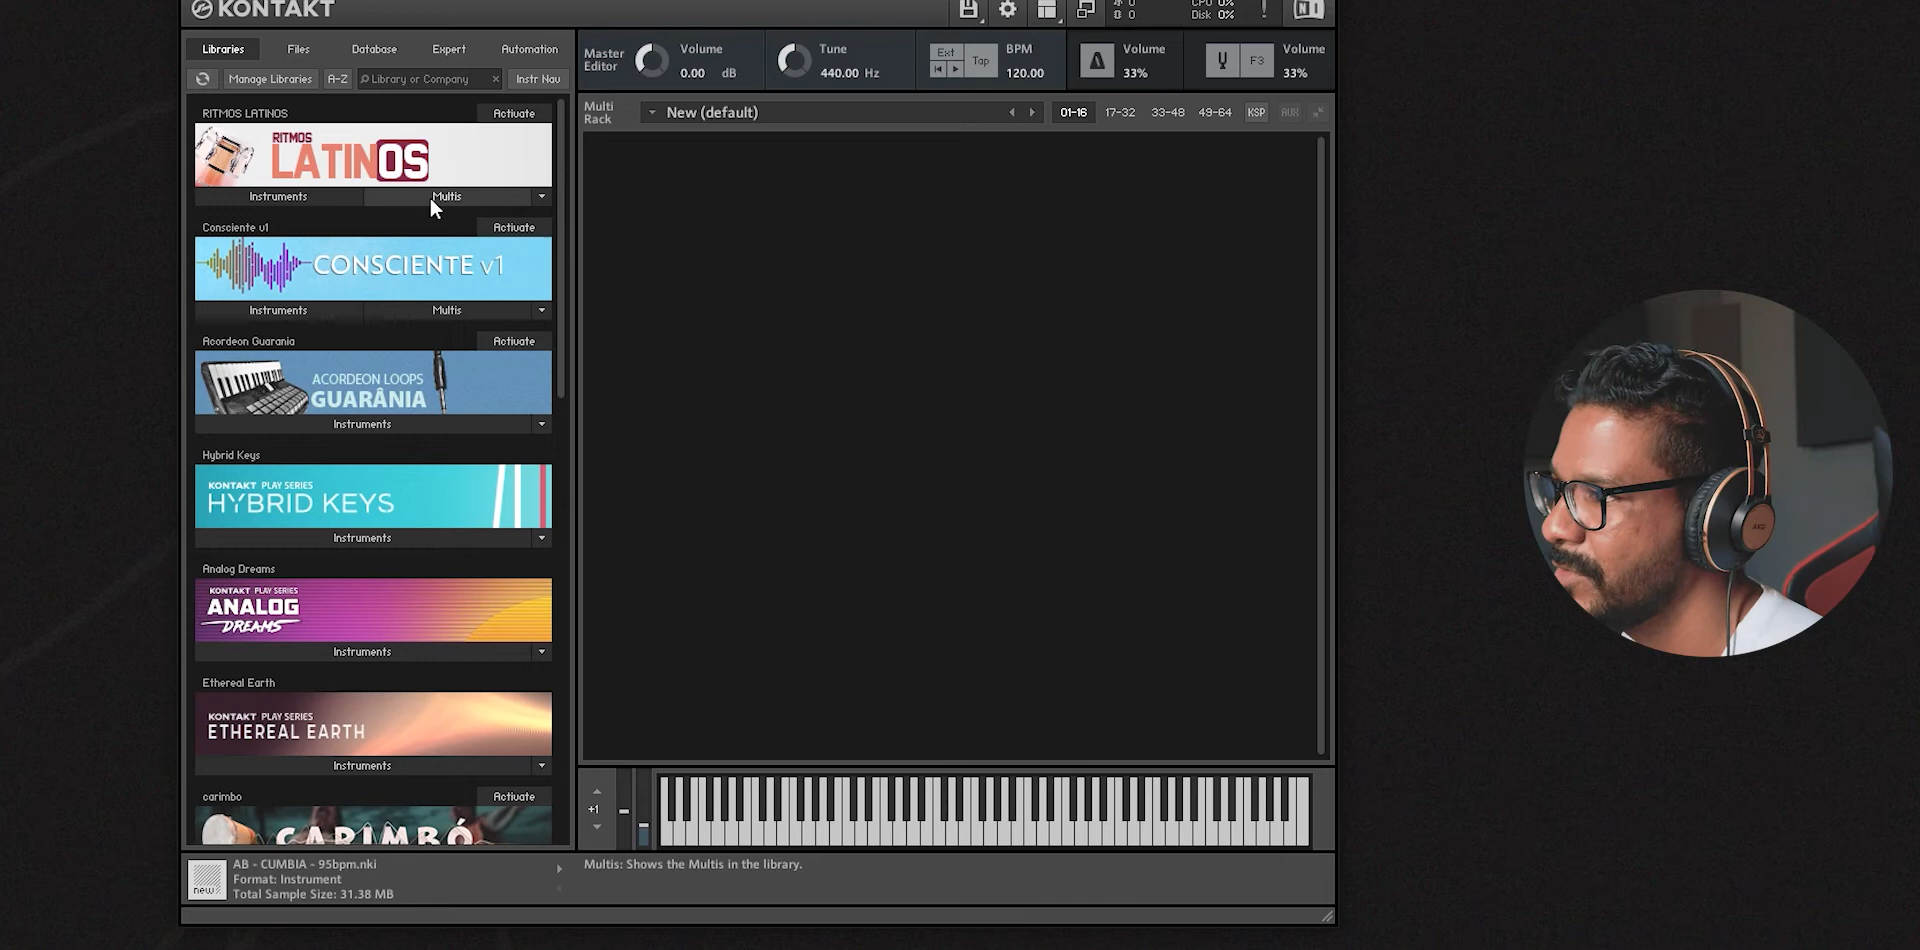 KONTAKT
0
0
CPU 0%
Disk 0%
!
NI
Libraries Files Database Expert Automation
Manage Libraries A-Z Library or Company × Instr Nav
Master
Editor
Volume
0.00 dB
Tune
440.00 Hz
Ext
Tap
BPM
120.00
Volume
33%
F3
Volume
33%
Multi
Rack
New (default)
01-16 17-32 33-48 49-64 KSP AUX
RITMOS LATINOS Activate
RITMOS
LATINOS
Instruments Multis
Consciente v1 Activate
CONSCIENTE v1
Instruments Multis
Acordeon Guarania Activate
ACORDEON LOOPS
GUARÂNIA
Instruments
Hybrid Keys
KONTAKT PLAY SERIES
HYBRID KEYS
Instruments
Analog Dreams
KONTAKT PLAY SERIES
ANALOG
DREAMS
Instruments
Ethereal Earth
KONTAKT PLAY SERIES
ETHEREAL EARTH
Instruments
carimbo Activate
CARIMBÓ
+1
new
AB - CUMBIA - 95bpm.nki
Format: Instrument
Total Sample Size: 31.38 MB
Multis: Shows the Multis in the library.
AKG